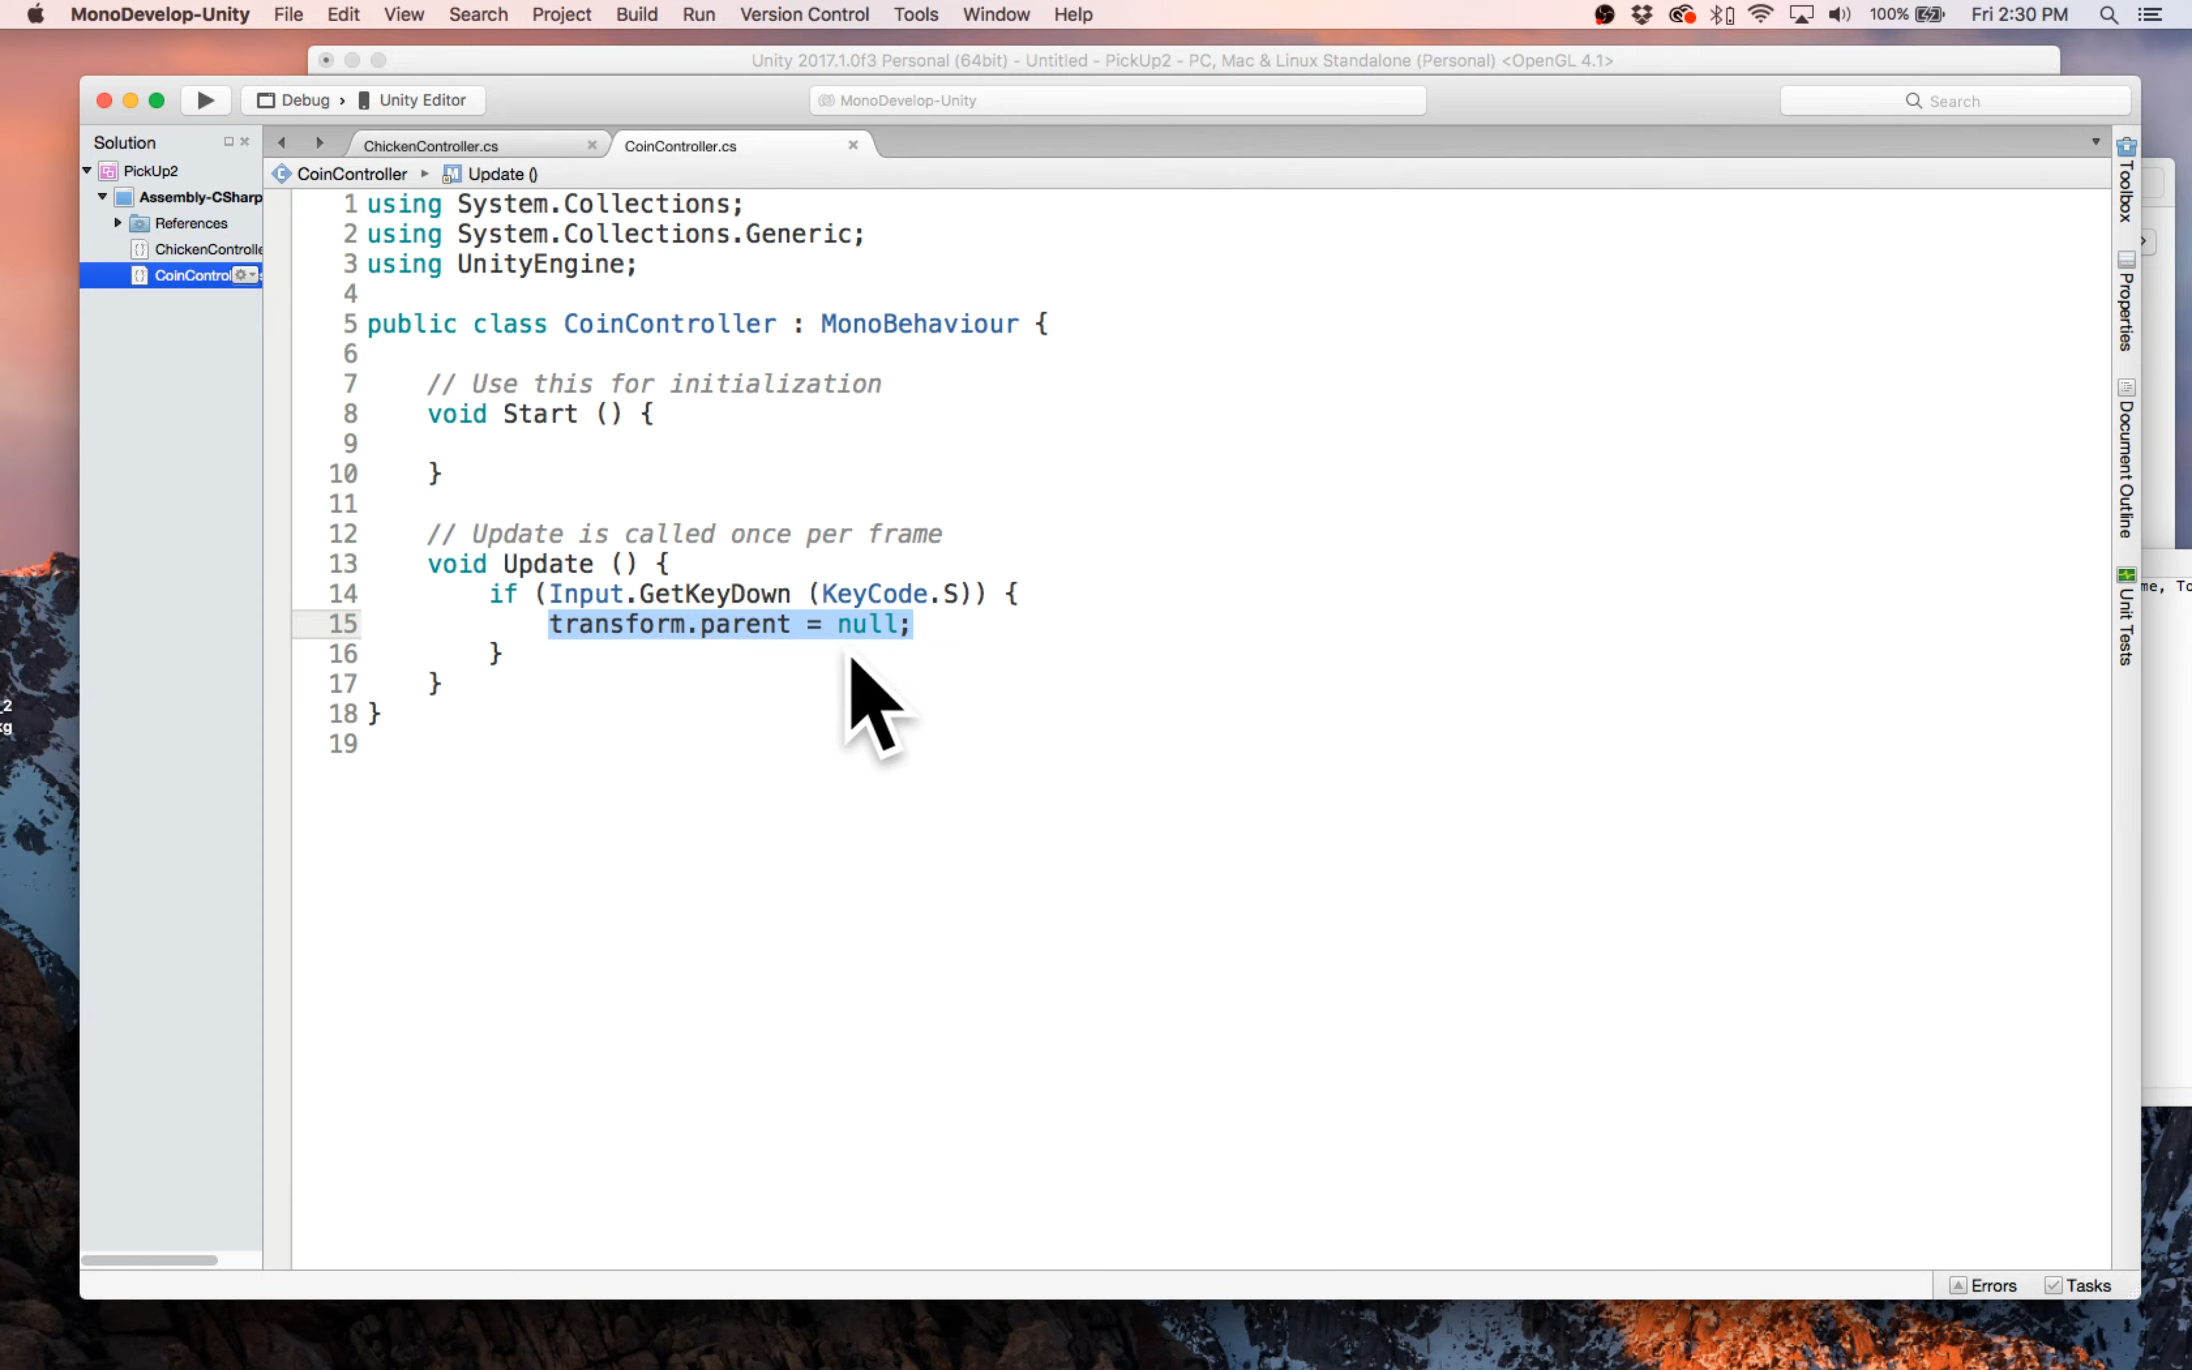 MonoDevelop-Unity File Edit View Search Project Build Run Version Control Tools Window Help 100% Fri 2:30 PM
Unity 2017.1.0f3 Personal (64bit) - Untitled - PickUp2 - PC, Mac & Linux Standalone (Personal) <OpenGL 4.1>
Debug › Unity Editor MonoDevelop-Unity Search
Solution
PickUp2
Assembly-CSharp
References
ChickenControlle
CoinControl
ChickenController.cs CoinController.cs
CoinController Update ()
1 using System.Collections;
2 using System.Collections.Generic;
3 using UnityEngine;
4
5 public class CoinController : MonoBehaviour {
6
7 // Use this for initialization
8 void Start () {
9
10 }
11
12 // Update is called once per frame
13 void Update () {
14 if (Input.GetKeyDown (KeyCode.S)) {
15 transform.parent = null;
16 }
17 }
18 }
19
Toolbox
Properties
Document Outline
Unit Tests
me, To
_2
Errors Tasks